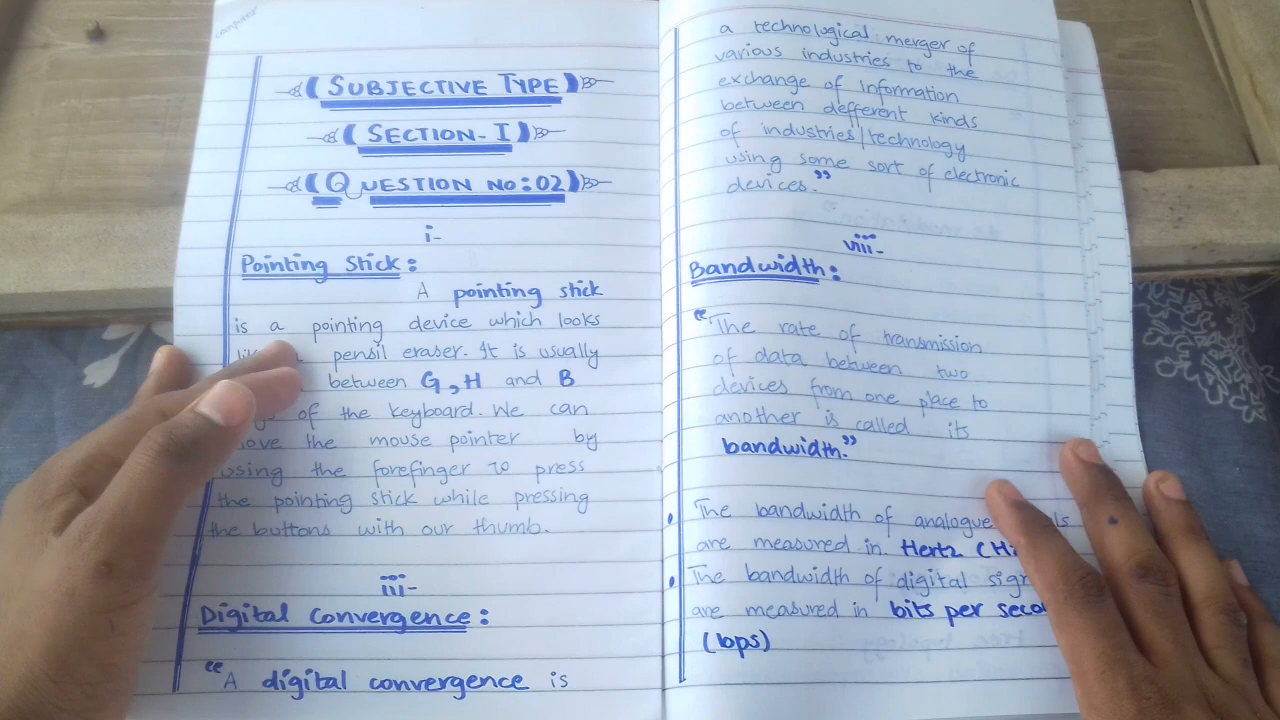 computer
SUBJECTIVE TYPE
SECTION-I
QUESTION NO:02
i-
Pointing Stick:
A pointing stick
is a pointing device which looks
pensil eraser. It is usually
between G, H and B
of the keyboard. We can
the mouse pointer by
using the forefinger to press
the pointing stick while pressing
the buttons with our thumb.
iii-
Digital Convergence:
"A digital convergence is
a technological merger of
various industries to the
exchange of information
between defferent kinds
of industries/technology
using some sort of electronic
devices."
viii-
Bandwidth:
"The rate of transmission
of data between two
devices from one place to
another is called its
bandwidth."
• The bandwidth of analogue
are measured in Hertz
• The bandwidth of digital
are measured in bits per
(bps)